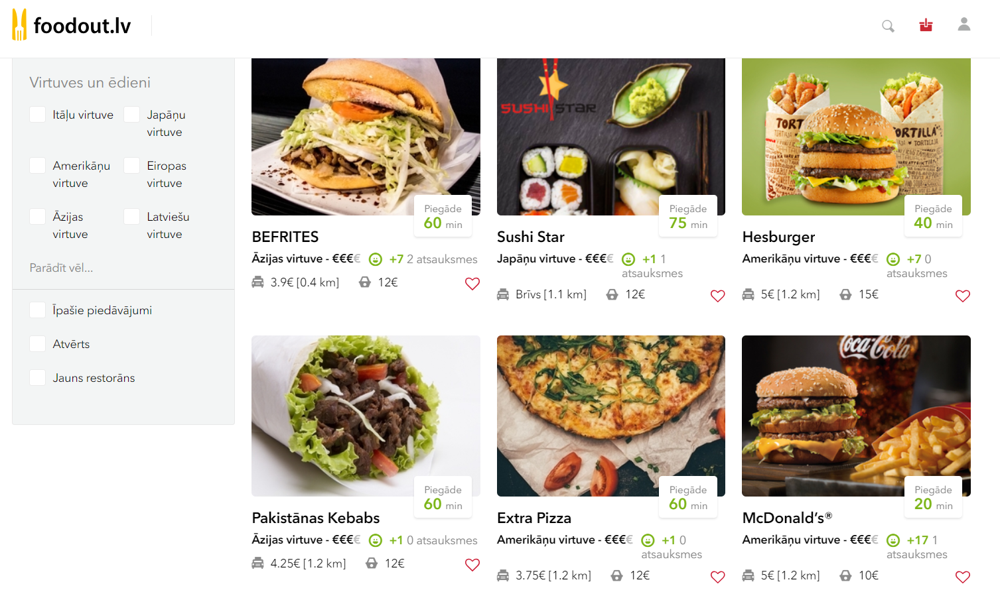 foodout.lv
Virtuves un ēdieni
Itāļu virtuve
Japāņu
virtuve
Amerikāņu
virtuve
Eiropas
virtuve
Āzijas
virtuve
Latviešu
virtuve
Parādīt vēl...
Īpašie piedāvājumi
Atvērts
Jauns restorāns
Piegāde
60 min
BEFRITES
Āzijas virtuve - €€€€ +7 2 atsauksmes
3.9€ [0.4 km] 12€
SUSHI STAR
Piegāde
75 min
Sushi Star
Japāņu virtuve - €€€€ +1 1
atsauksmes
Brīvs [1.1 km] 12€
TORTILLA
Piegāde
40 min
Hesburger
Amerikāņu virtuve - €€€€ +7 0
atsauksmes
5€ [1.2 km] 15€
Piegāde
60 min
Pakistānas Kebabs
Āzijas virtuve - €€€€ +1 0 atsauksmes
4.25€ [1.2 km] 12€
Piegāde
60 min
Extra Pizza
Amerikāņu virtuve - €€€€ +1 0
atsauksmes
3.75€ [1.2 km] 12€
Coca-Cola
Piegāde
20 min
McDonald's®
Amerikāņu virtuve - €€€€ +17 1
atsauksmes
5€ [1.2 km] 10€